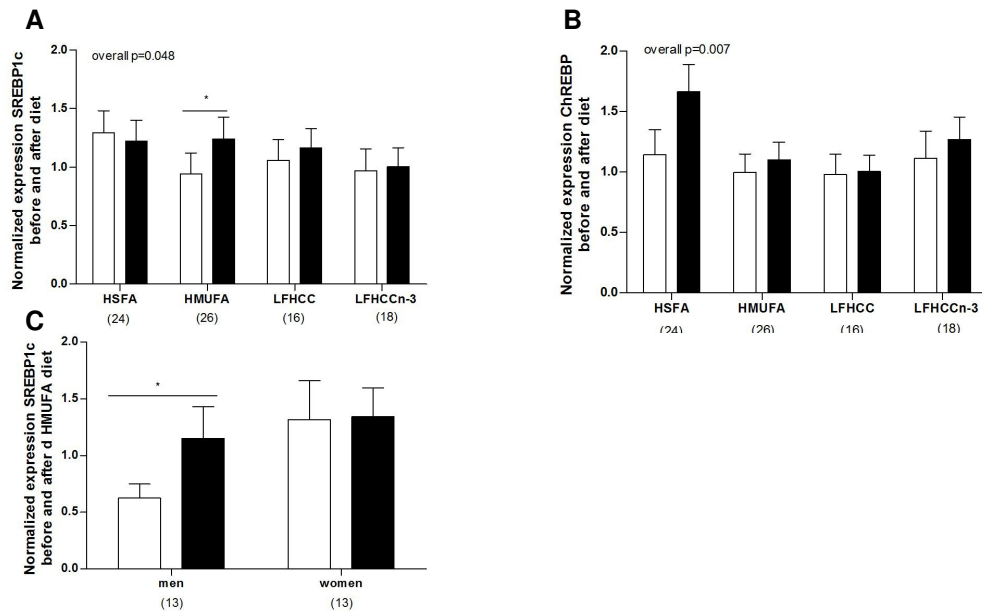 A
Normalized expression SREBP1c
before and after diet
2.0
1.5
1.0
0.5
0.0
overall p=0.048
*
HSFA
HMUFA
LFHCC
LFHCCn-3
(24)
(26)
(16)
(18)
B
Normalized expression ChREBP
before and after diet
2.0
1.5
1.0
0.5
0.0
overall p=0.007
HSFA
HMUFA
LFHCC
LFHCCn-3
(24)
(26)
(16)
(18)
C
Normalized expression SREBP1c
before and after d HMUFA diet
2.0
1.5
1.0
0.5
0.0
*
men
women
(13)
(13)